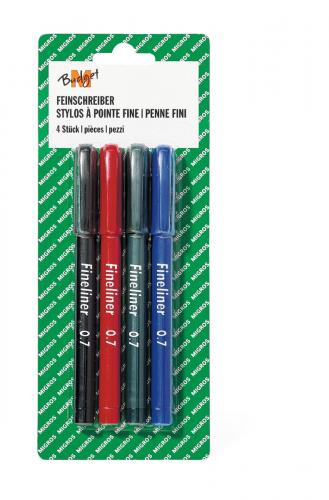 M Budget
FEINSCHREIBER
STYLOS À POINTE FINE | PENNE FINI
4 Stück | pièces | pezzi
Fineliner 0.7
Fineliner 0.7
Fineliner 0.7
Fineliner 0.7
MIGROS